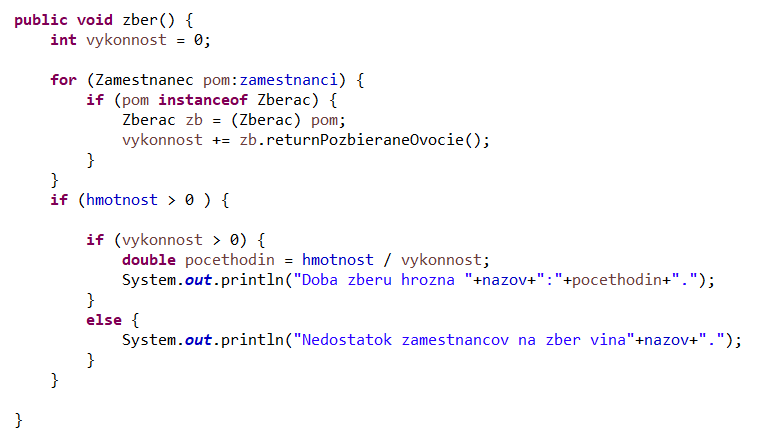 public void zber() {
int vykonnost = 0;
for (Zamestnanec pom:zamestnanci) {
if (pom instanceof Zberac) {
Zberac zb = (Zberac) pom;
vykonnost += zb.returnPozbieraneOvocie();
}
}
if (hmotnost > 0 ) {
if (vykonnost > 0) {
double pocethodin = hmotnost / vykonnost;
System.out.println("Doba zberu hrozna "+nazov+":"+pocethodin+".");
}
else {
System.out.println("Nedostatok zamestnancov na zber vina"+nazov+".");
}
}
}